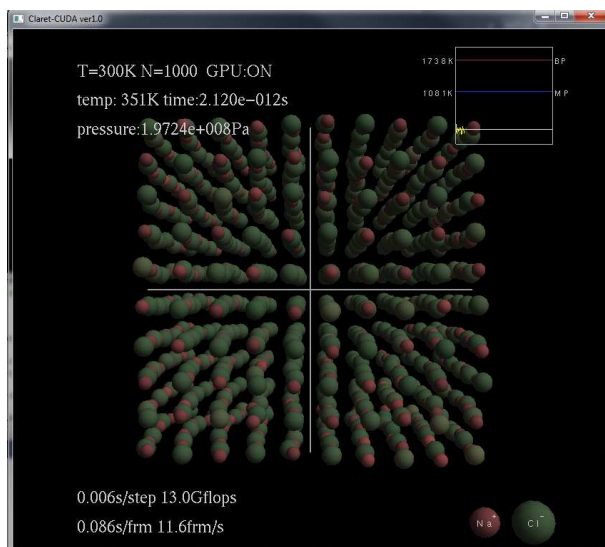 Claret-CUDA ver1.0
T=300K N=1000 GPU:ON
temp: 351K time:2.120e-012s
pressure:1.9724e+008Pa
1738K BP
1081K MP
0.006s/step 13.0Gflops
0.086s/frm 11.6frm/s
Na+ Cl-